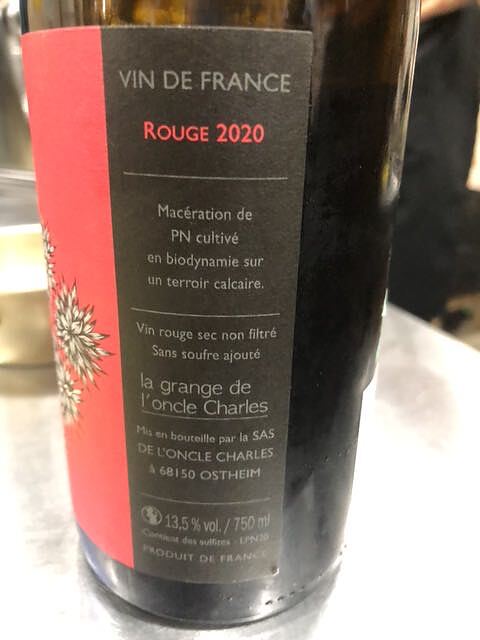 VIN DE FRANCE
ROUGE 2020
Macération de
PN cultivé
en biodynamie sur
un terroir calcaire.
Vin rouge sec non filtré
Sans soufre ajouté
la grange de
l'oncle Charles
Mis en bouteille par la SAS
DE L'ONCLE CHARLES
à 68150 OSTHEIM
13,5 % vol. / 750 ml
Contient des sulfites - LPN20
PRODUIT DE FRANCE